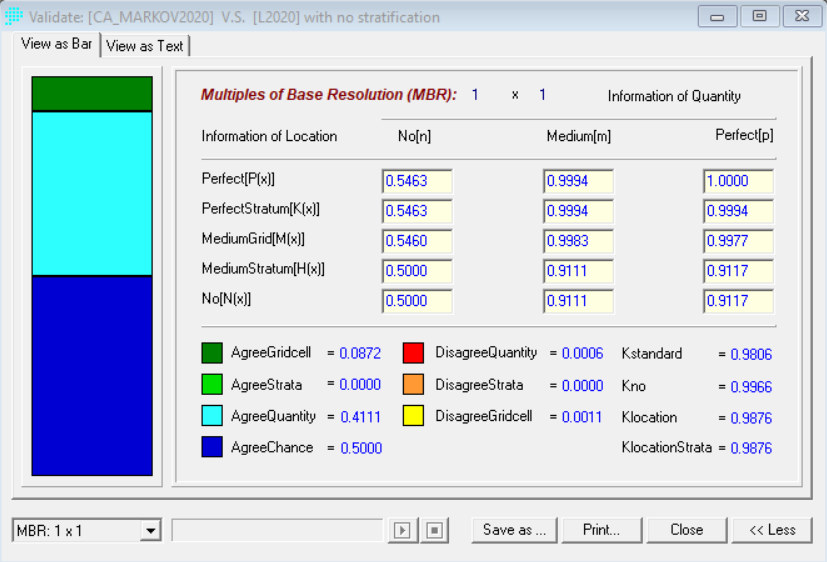 Validate: [CA_MARKOV2020] V.S. [L2020] with no stratification
View as Bar View as Text
Multiples of Base Resolution (MBR): 1 x 1 Information of Quantity
Information of Location No[n] Medium[m] Perfect[p]
Perfect[P(x)] 0.5463 0.9994 1.0000
PerfectStratum[K(x)] 0.5463 0.9994 0.9994
MediumGrid[M(x)] 0.5460 0.9983 0.9977
MediumStratum[H(x)] 0.5000 0.9111 0.9117
No[N(x)] 0.5000 0.9111 0.9117
AgreeGridcell = 0.0872 DisagreeQuantity = 0.0006 Kstandard = 0.9806
AgreeStrata = 0.0000 DisagreeStrata = 0.0000 Kno = 0.9966
AgreeQuantity = 0.4111 DisagreeGridcell = 0.0011 Klocation = 0.9876
AgreeChance = 0.5000 KlocationStrata = 0.9876
MBR: 1 x 1 Save as ... Print... Close << Less